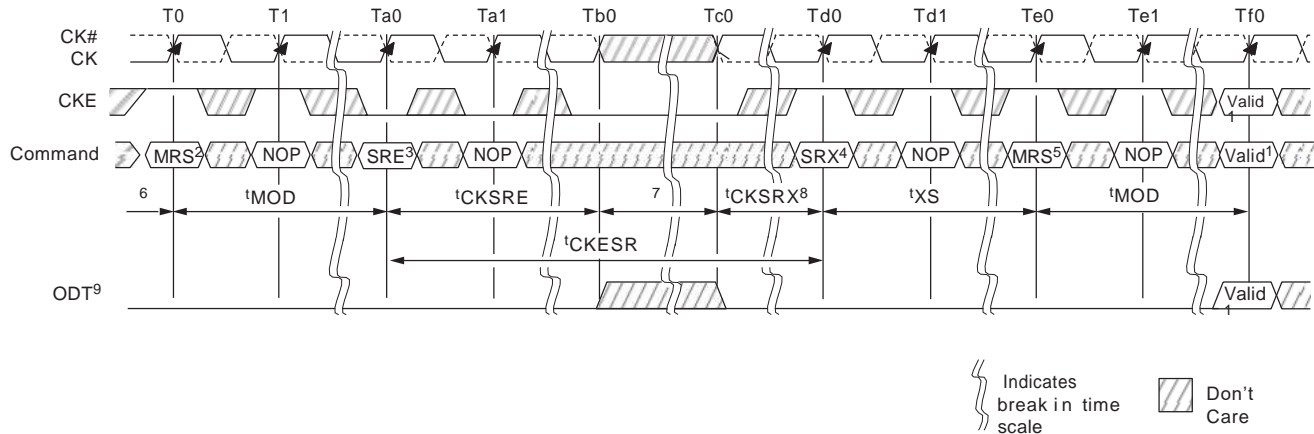 T0 T1 Ta0 Ta1 Tb0 Tc0 Td0 Td1 Te0 Te1 Tf0
CK#
CK
CKE Valid
1
Command MRS2 NOP SRE3 NOP SRX4 NOP MRS5 NOP Valid1
6 tMOD tCKSRE 7 tCKSRX8 tXS tMOD
tCKESR
ODT9 Valid
1
Indicates
break in time
scale
Don't
Care